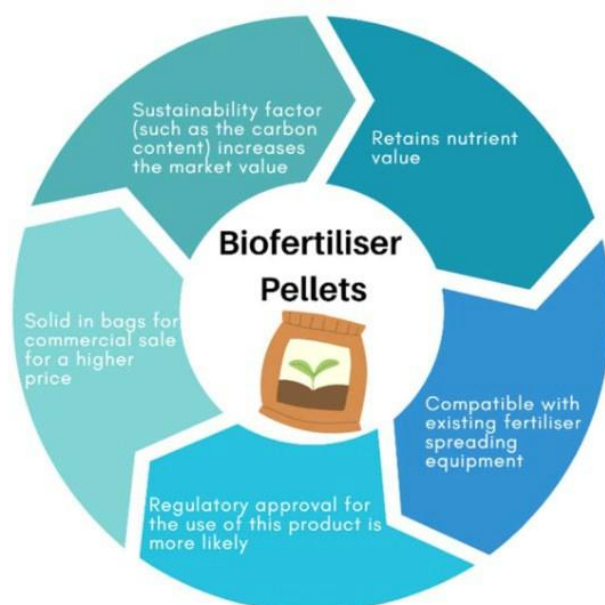 Biofertiliser
Pellets
Retains nutrient
value
Compatible with
existing fertiliser
spreading
equipment
Regulatory approval for
the use of this product is
more likely
Solid in bags for
commercial sale
for a higher
price
Sustainability factor
(such as the carbon
content) increases
the market value